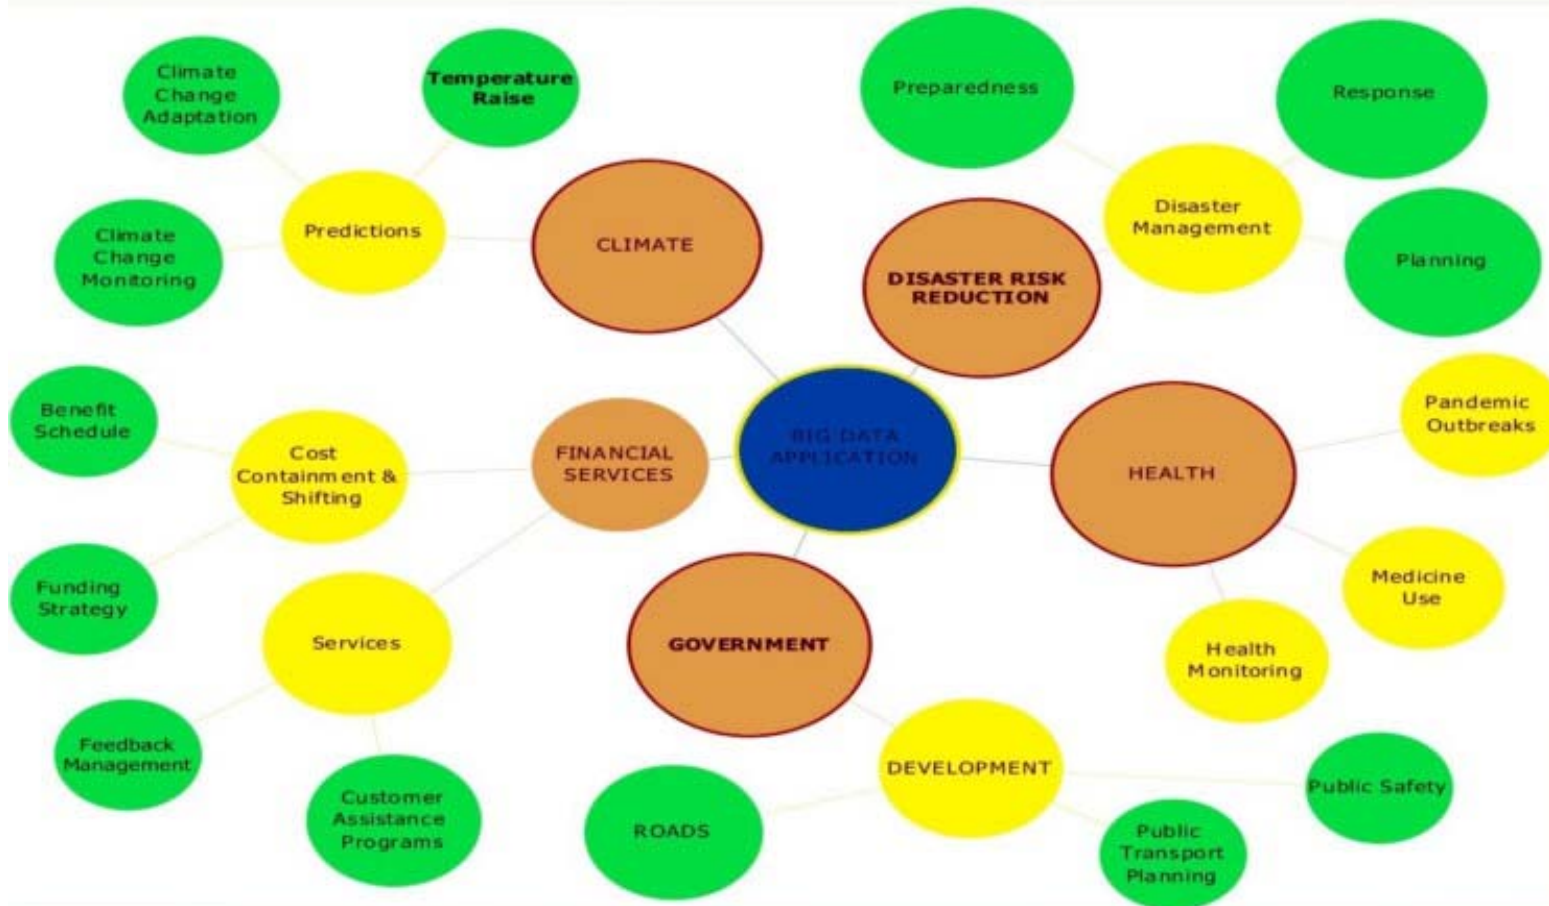 Climate
Change
Adaptation
Temperature
Raise
Climate
Change
Monitoring
Predictions
CLIMATE
Preparedness
Response
Disaster
Management
Planning
DISASTER RISK
REDUCTION
Benefit
Schedule
Cost
Containment &
Shifting
FINANCIAL
SERVICES
BIG DATA
APPLICATION
HEALTH
Pandemic
Outbreaks
Funding
Strategy
Services
Medicine
Use
Health
Monitoring
GOVERNMENT
Feedback
Management
Customer
Assistance
Programs
DEVELOPMENT
ROADS
Public
Transport
Planning
Public Safety